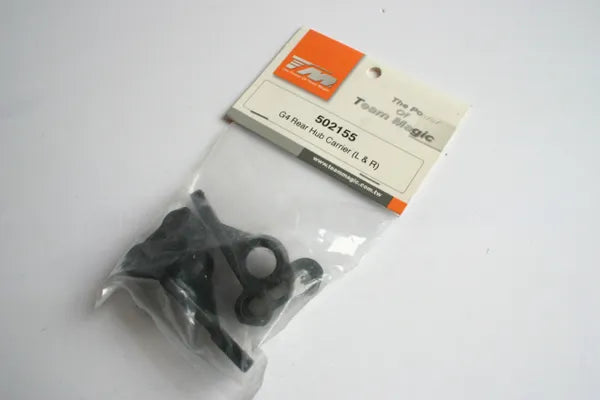 TM
The Power
Of
Team Magic
502155
G4 Rear Hub Carrier (L & R)
www.teammagic.com.tw